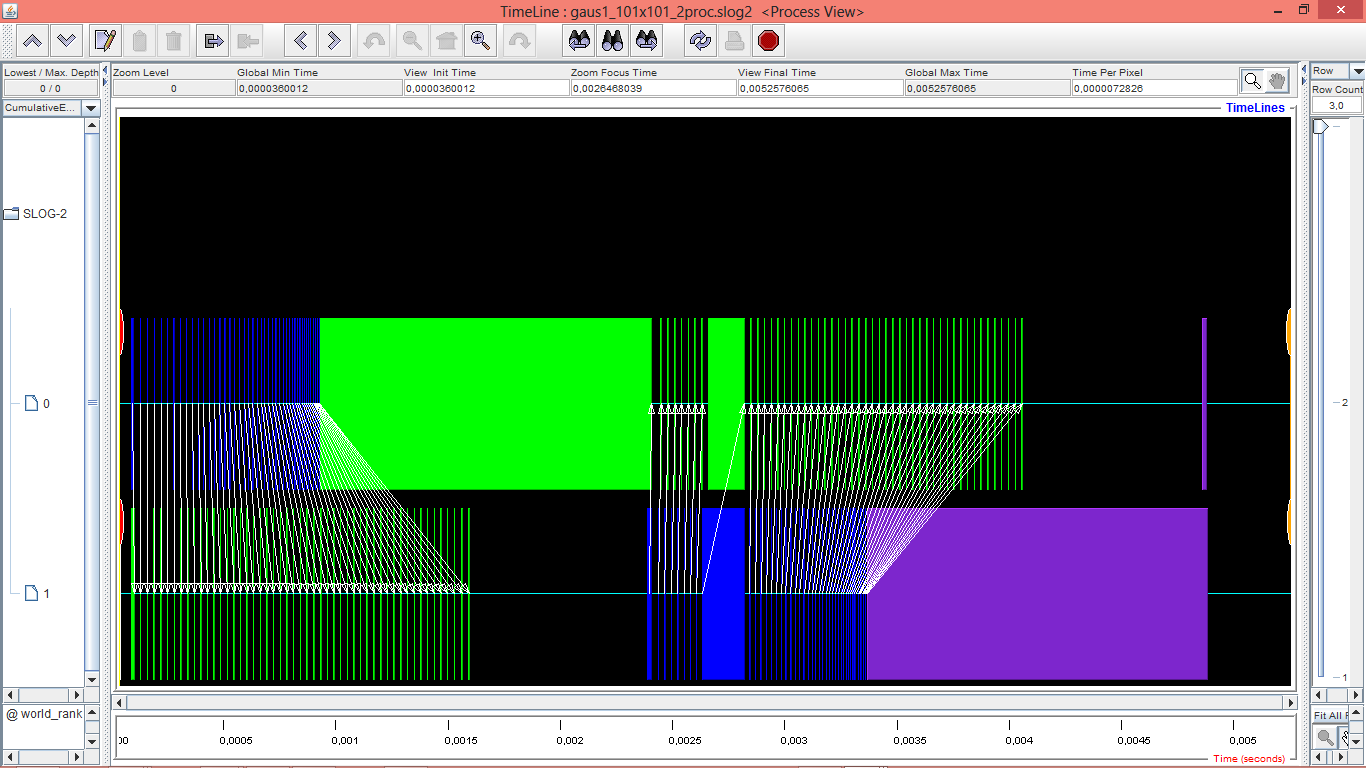 TimeLine : gaus1_101x101_2proc.slog2 <Process View>
Lowest / Max. Depth
0 / 0
CumulativeE...
Zoom Level
0
Global Min Time
0,0000360012
View Init Time
0,0000360012
Zoom Focus Time
0,0026468039
View Final Time
0,0052576065
Global Max Time
0,0052576065
Time Per Pixel
0,0000072826
Row
Row Count
3,0
TimeLines
SLOG-2
0
1
2
1
@ world_rank
Fit All
00 0,0005 0,001 0,0015 0,002 0,0025 0,003 0,0035 0,004 0,0045 0,005
Time (seconds)